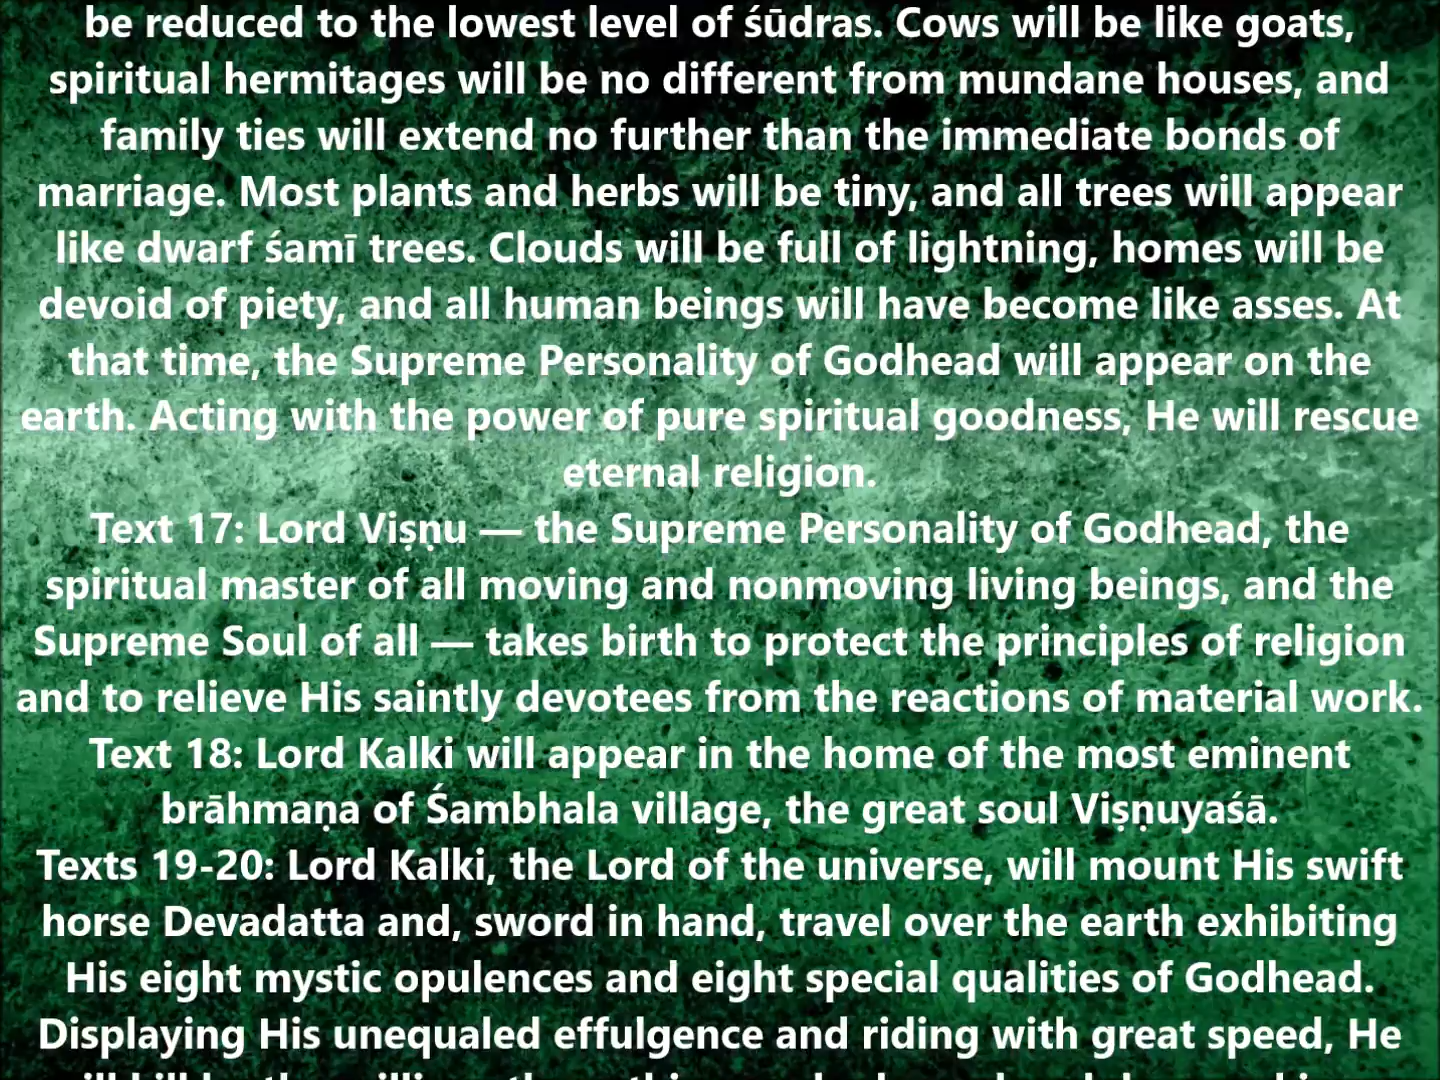 be reduced to the lowest level of śūdras. Cows will be like goats,
spiritual hermitages will be no different from mundane houses, and
family ties will extend no further than the immediate bonds of
marriage. Most plants and herbs will be tiny, and all trees will appear
like dwarf śamī trees. Clouds will be full of lightning, homes will be
devoid of piety, and all human beings will have become like asses. At
that time, the Supreme Personality of Godhead will appear on the
earth. Acting with the power of pure spiritual goodness, He will rescue
eternal religion.
Text 17: Lord Viṣṇu — the Supreme Personality of Godhead, the
spiritual master of all moving and nonmoving living beings, and the
Supreme Soul of all — takes birth to protect the principles of religion
and to relieve His saintly devotees from the reactions of material work.
Text 18: Lord Kalki will appear in the home of the most eminent
brāhmaṇa of Śambhala village, the great soul Viṣṇuyaśā.
Texts 19-20: Lord Kalki, the Lord of the universe, will mount His swift
horse Devadatta and, sword in hand, travel over the earth exhibiting
His eight mystic opulences and eight special qualities of Godhead.
Displaying His unequaled effulgence and riding with great speed, He